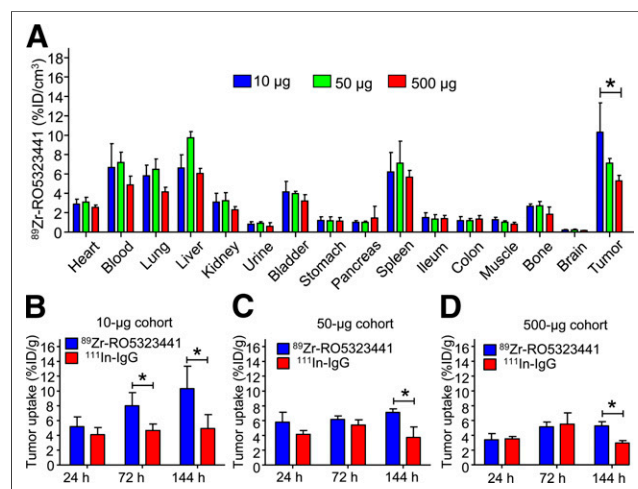 A
⁸⁹Zr-RO5323441 (%ID/cm³)
18
16
14
12
10
8
6
4
2
0
10 µg 50 µg 500 µg
*
Heart Blood Lung Liver Kidney Urine Bladder Stomach Pancreas Spleen Ileum Colon Muscle Bone Brain Tumor
B
10-µg cohort
Tumor uptake (%ID/g)
16
14
12
10
8
6
4
2
0
⁸⁹Zr-RO5323441
¹¹¹In-IgG
* *
24 h 72 h 144 h
C
50-µg cohort
Tumor uptake (%ID/g)
16
14
12
10
8
6
4
2
0
⁸⁹Zr-RO5323441
¹¹¹In-IgG
*
24 h 72 h 144 h
D
500-µg cohort
Tumor uptake (%ID/g)
16
14
12
10
8
6
4
2
0
⁸⁹Zr-RO5323441
¹¹¹In-IgG
*
24 h 72 h 144 h